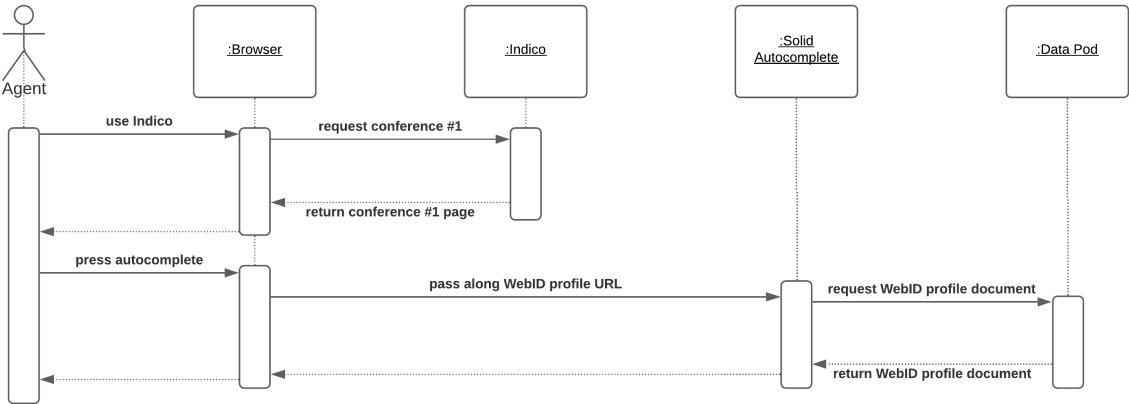 :Browser
:Indico
:Solid
Autocomplete
:Data Pod
Agent
use Indico
request conference #1
return conference #1 page
press autocomplete
pass along WebID profile URL
request WebID profile document
return WebID profile document